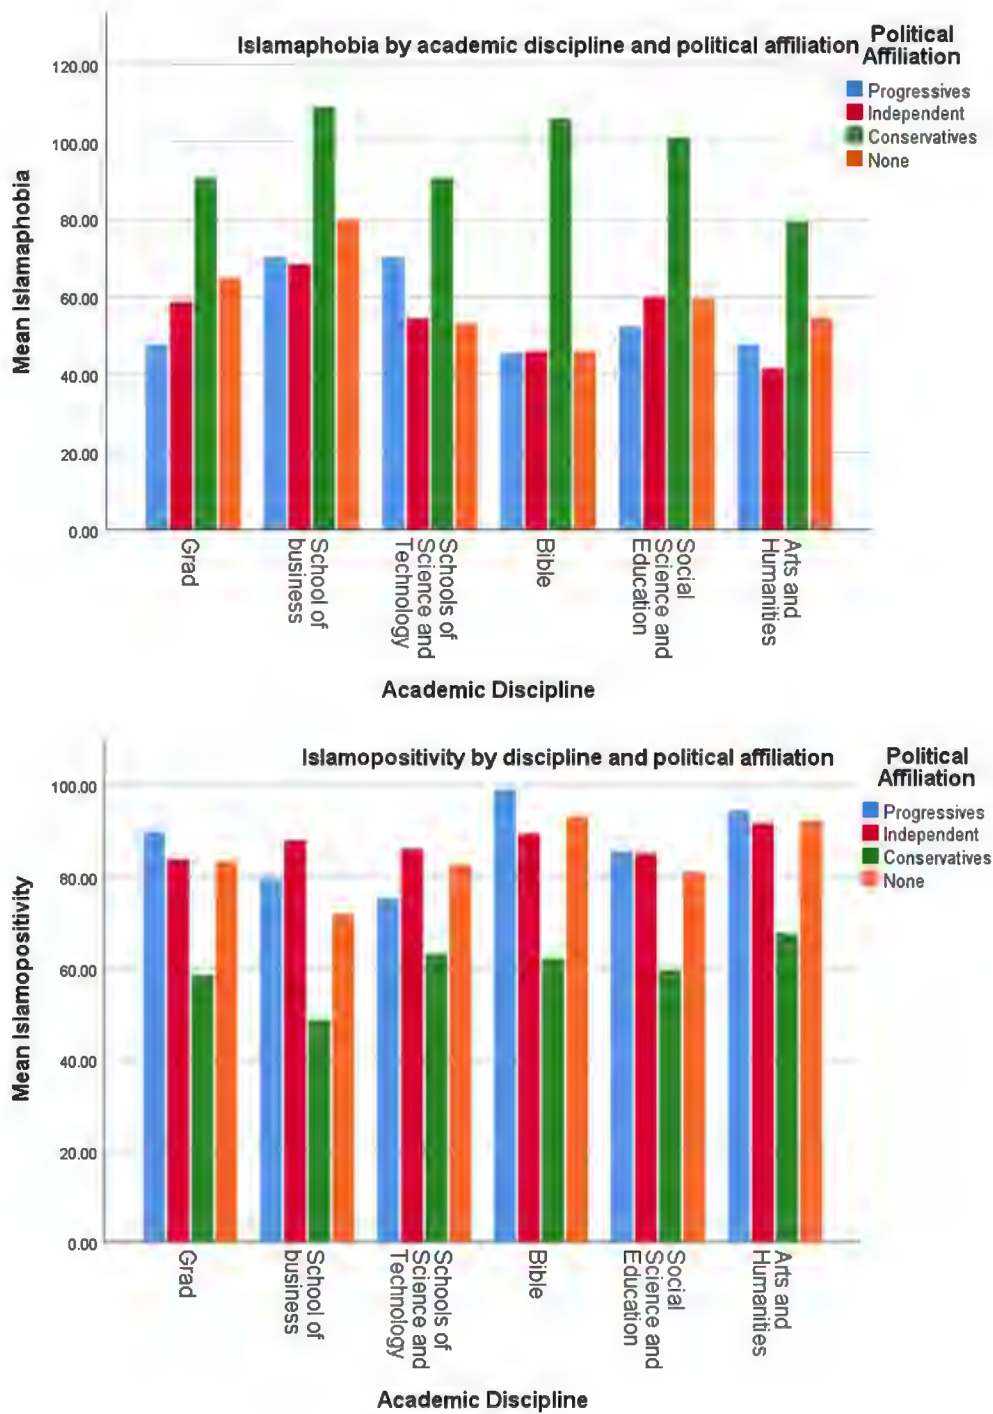 Islamaphobia by academic discipline and political affiliation
Political
Affiliation
Progressives
Independent
Conservatives
None
Mean Islamaphobia
120.00
100.00
80.00
60.00
40.00
20.00
0.00
Grad
School of
business
Schools of
Science and
Technology
Bible
Social
Science and
Education
Arts and
Humanities
Academic Discipline
Islamopositivity by discipline and political affiliation
Political
Affiliation
Progressives
Independent
Conservatives
None
Mean Islamopositivity
100.00
80.00
60.00
40.00
20.00
0.00
Grad
School of
business
Schools of
Science and
Technology
Bible
Social
Science and
Education
Arts and
Humanities
Academic Discipline